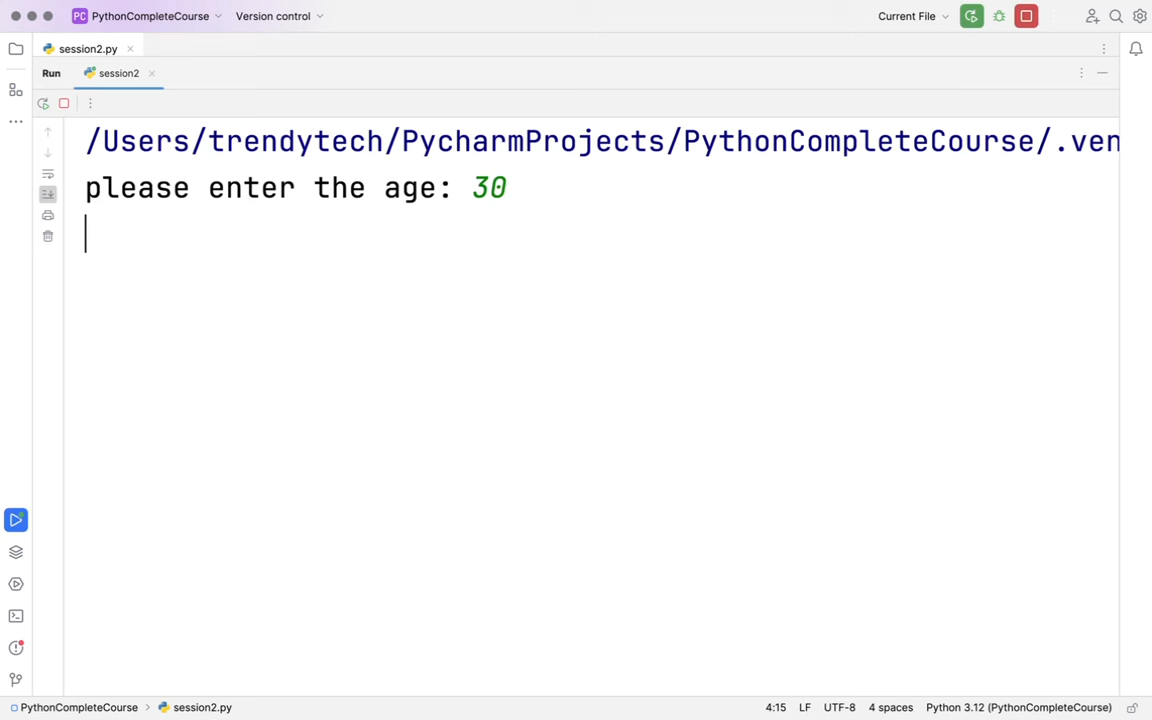 PC PythonCompleteCourse Version control Current File
session2.py
Run session2
/Users/trendytech/PycharmProjects/PythonCompleteCourse/.ven
please enter the age: 30
PythonCompleteCourse session2.py 4:15 LF UTF-8 4 spaces Python 3.12 (PythonCompleteCourse)